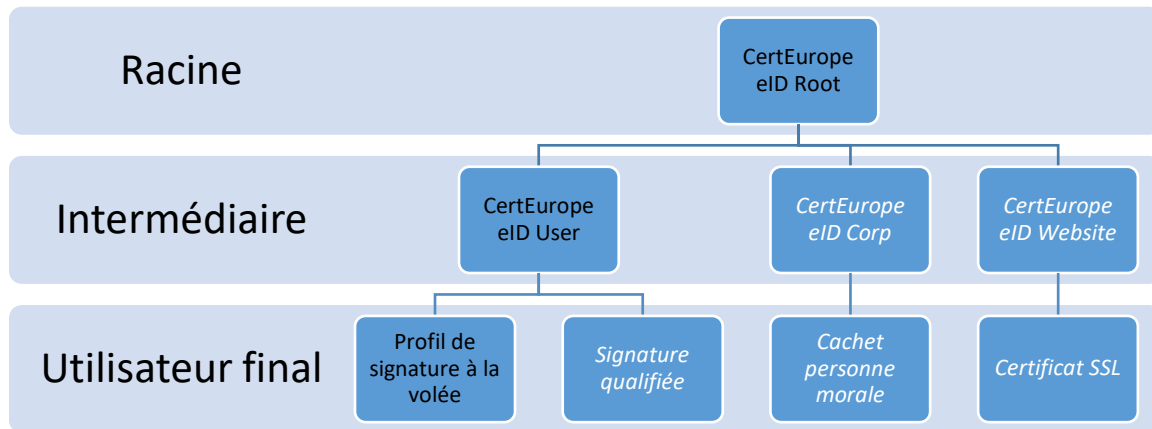 Racine
CertEurope
eID Root
Intermédiaire
CertEurope
eID User
CertEurope
eID Corp
CertEurope
eID Website
Utilisateur final
Profil de
signature à la
volée
Signature
qualifiée
Cachet
personne
morale
Certificat SSL